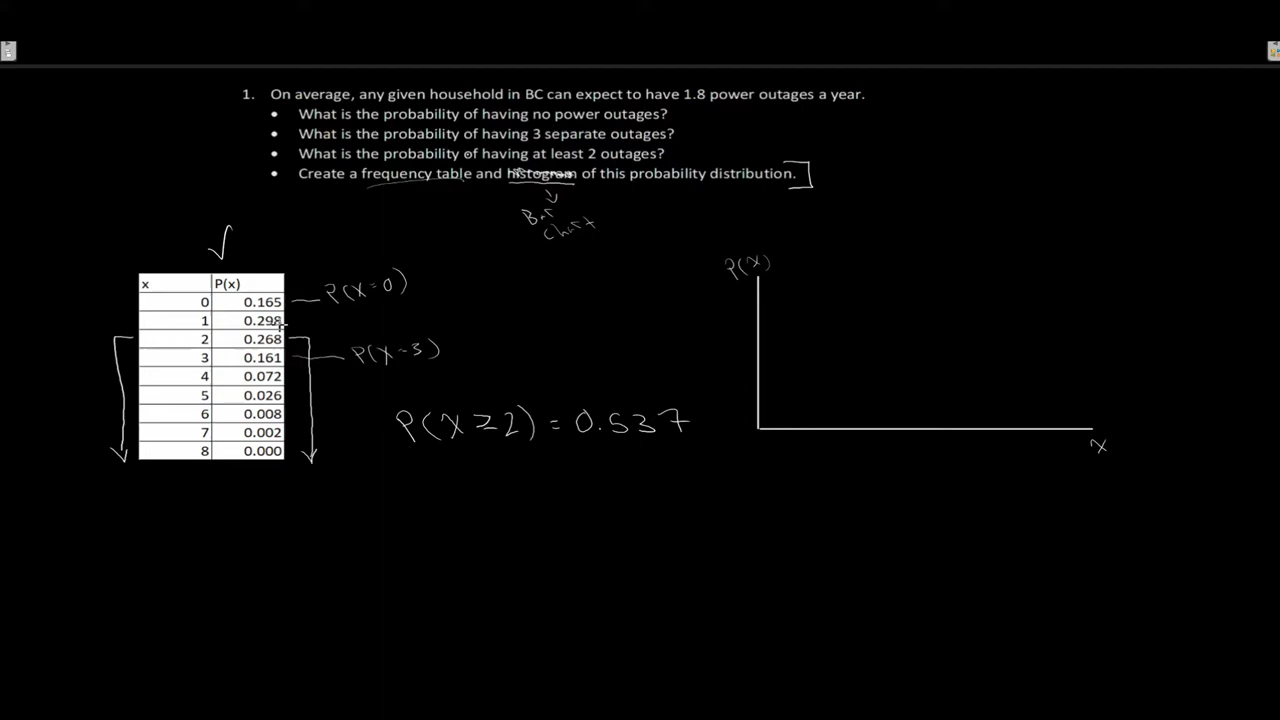 1. On average, any given household in BC can expect to have 1.8 power outages a year.
• What is the probability of having no power outages?
• What is the probability of having 3 separate outages?
• What is the probability of having at least 2 outages?
• Create a frequency table and histogram of this probability distribution.
Bar
Chart
x P(x)
0 0.165
1 0.298
2 0.268
3 0.161
4 0.072
5 0.026
6 0.008
7 0.002
8 0.000
P(X=0)
P(X=3)
P(X≥2) = 0.537
P(X)
x